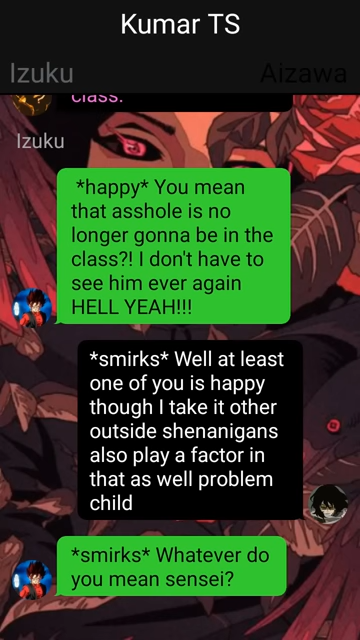 Kumar TS
Izuku
Aizawa
class.
Izuku
*happy* You mean
that asshole is no
longer gonna be in the
class?! I don't have to
see him ever again
HELL YEAH!!!
*smirks* Well at least
one of you is happy
though I take it other
outside shenanigans
also play a factor in
that as well problem
child
*smirks* Whatever do
you mean sensei?